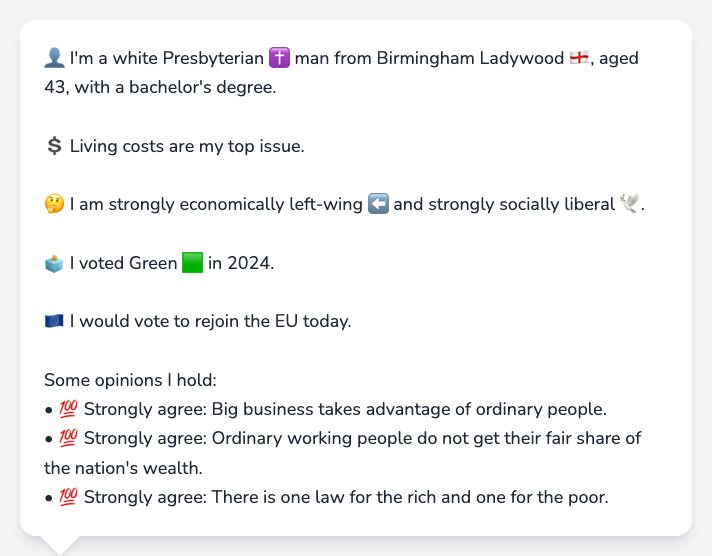 👤 I'm a white Presbyterian ✝️ man from Birmingham Ladywood 🏴󠁧󠁢󠁥󠁮󠁧󠁿, aged
43, with a bachelor's degree.
💲 Living costs are my top issue.
🤔 I am strongly economically left-wing ⬅️ and strongly socially liberal 🕊️.
🗳️ I voted Green 🟩 in 2024.
🇪🇺 I would vote to rejoin the EU today.
Some opinions I hold:
• 💯 Strongly agree: Big business takes advantage of ordinary people.
• 💯 Strongly agree: Ordinary working people do not get their fair share of
the nation's wealth.
• 💯 Strongly agree: There is one law for the rich and one for the poor.